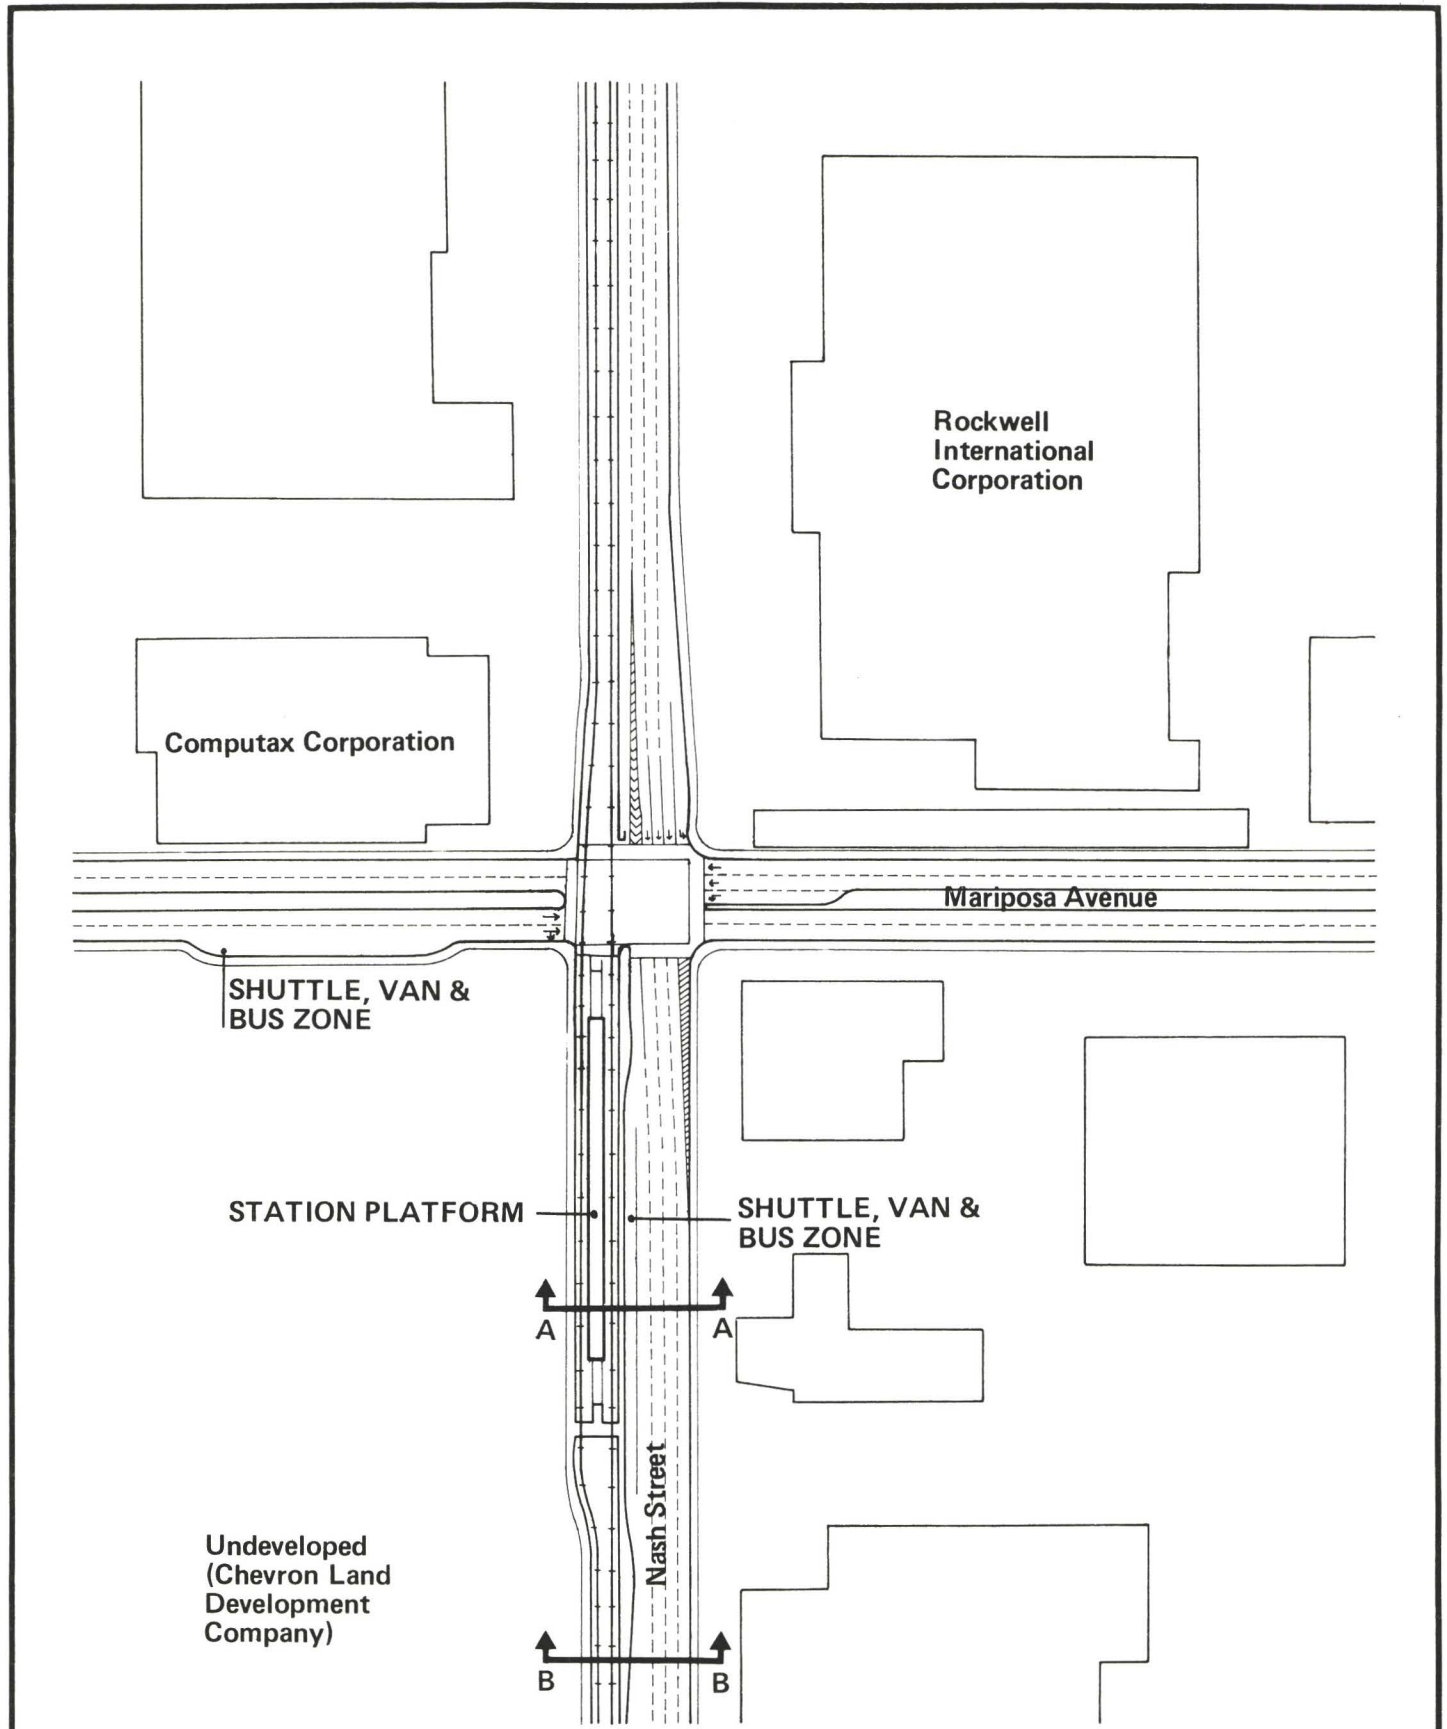 Rockwell
International
Corporation
Computax Corporation
Mariposa Avenue
SHUTTLE, VAN &
BUS ZONE
STATION PLATFORM
SHUTTLE, VAN &
BUS ZONE
A
A
Nash Street
Undeveloped
(Chevron Land
Development
Company)
B
B